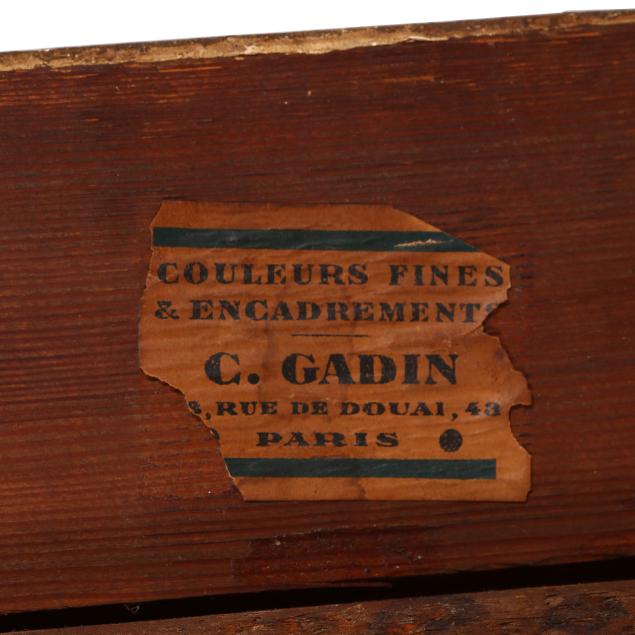 COULEURS FINES
& ENCADREMENTS
C. GADIN
RUE DE DOUAI, 43
PARIS